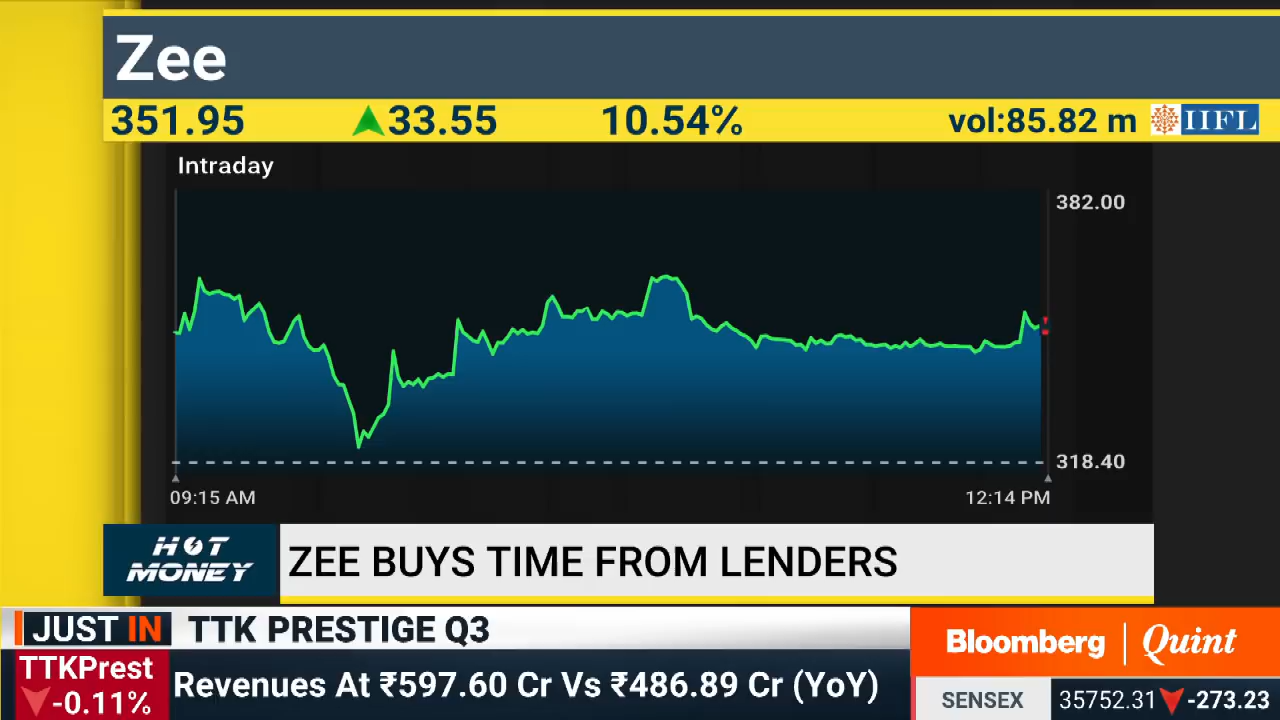 Zee
351.95 33.55 10.54% vol:85.82 m IIFL
Intraday
382.00
318.40
09:15 AM 12:14 PM
HOT MONEY
ZEE BUYS TIME FROM LENDERS
JUST IN TTK PRESTIGE Q3
Bloomberg | Quint
TTKPrest
-0.11%
Revenues At ₹597.60 Cr Vs ₹486.89 Cr (YoY)
SENSEX 35752.31 -273.23